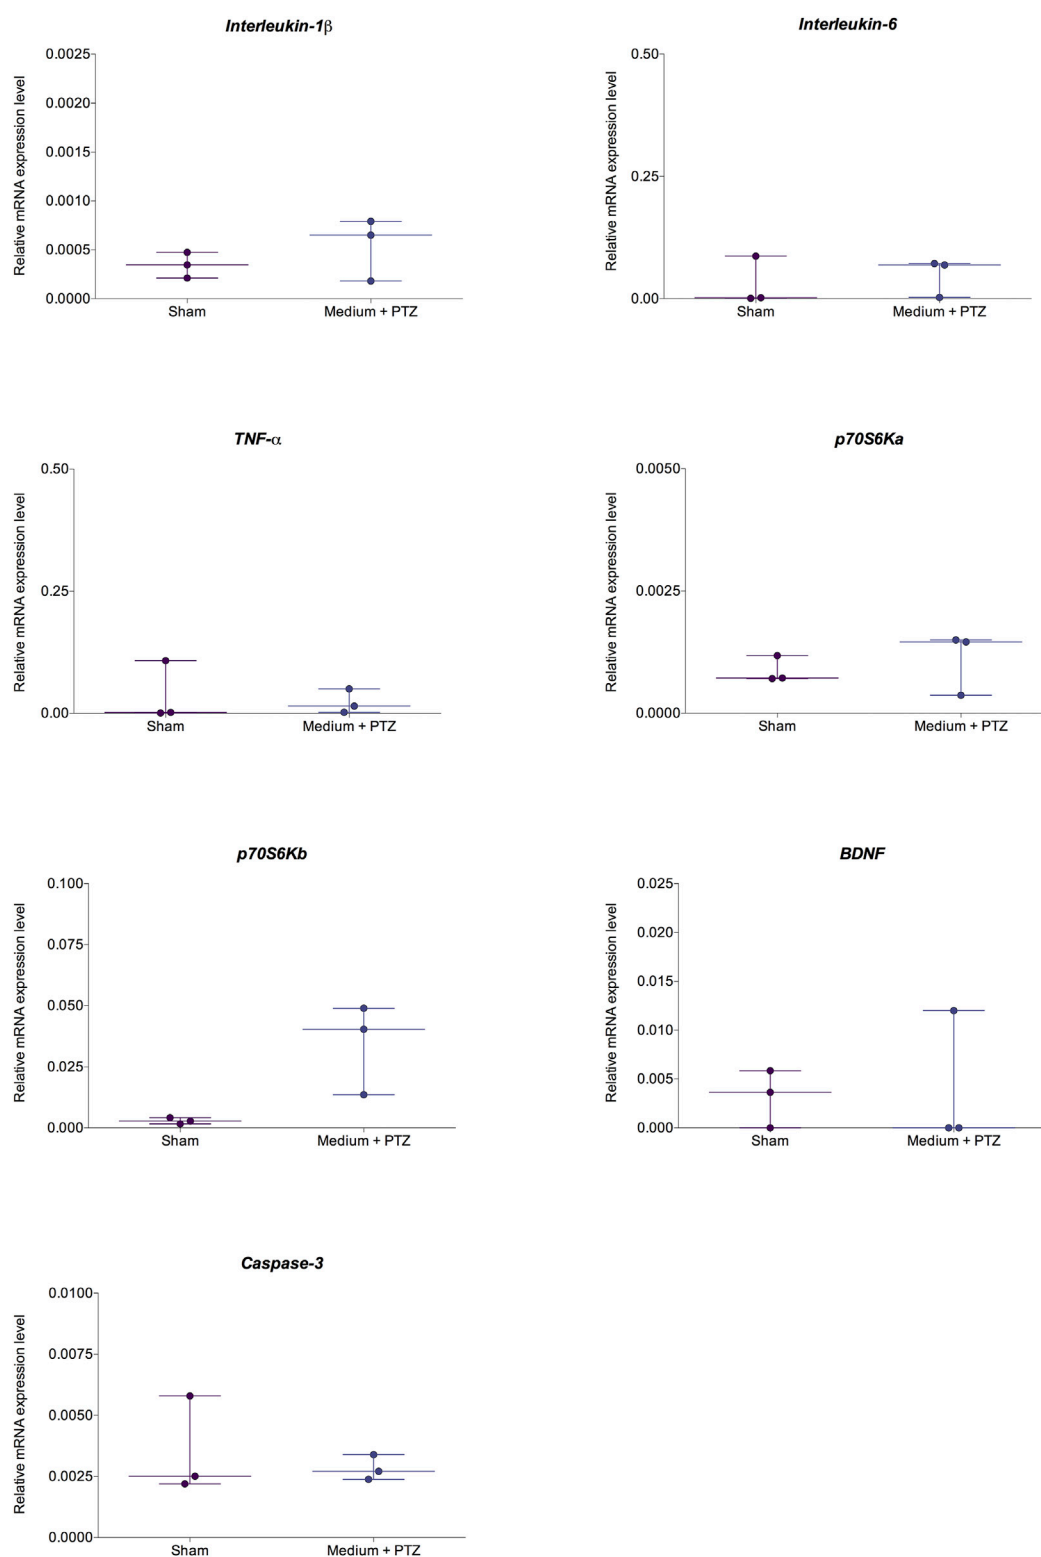 Interleukin-1β
Relative mRNA expression level
0.0025
0.0020
0.0015
0.0010
0.0005
0.0000
Sham
Medium + PTZ
Interleukin-6
Relative mRNA expression level
0.50
0.25
0.00
Sham
Medium + PTZ
TNF-α
Relative mRNA expression level
0.50
0.25
0.00
Sham
Medium + PTZ
p70S6Ka
Relative mRNA expression level
0.0050
0.0025
0.0000
Sham
Medium + PTZ
p70S6Kb
Relative mRNA expression level
0.100
0.075
0.050
0.025
0.000
Sham
Medium + PTZ
BDNF
Relative mRNA expression level
0.025
0.020
0.015
0.010
0.005
0.000
Sham
Medium + PTZ
Caspase-3
Relative mRNA expression level
0.0100
0.0075
0.0050
0.0025
0.0000
Sham
Medium + PTZ